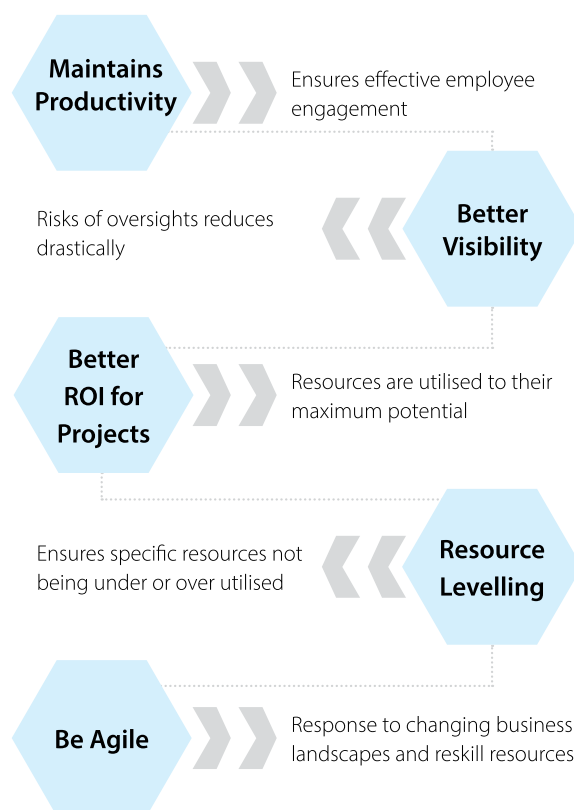 Maintains
Productivity
Ensures effective employee
engagement
Risks of oversights reduces
drastically
Better
Visibility
Better
ROI for
Projects
Resources are utilised to their
maximum potential
Ensures specific resources not
being under or over utilised
Resource
Levelling
Be Agile
Response to changing business
landscapes and reskill resources